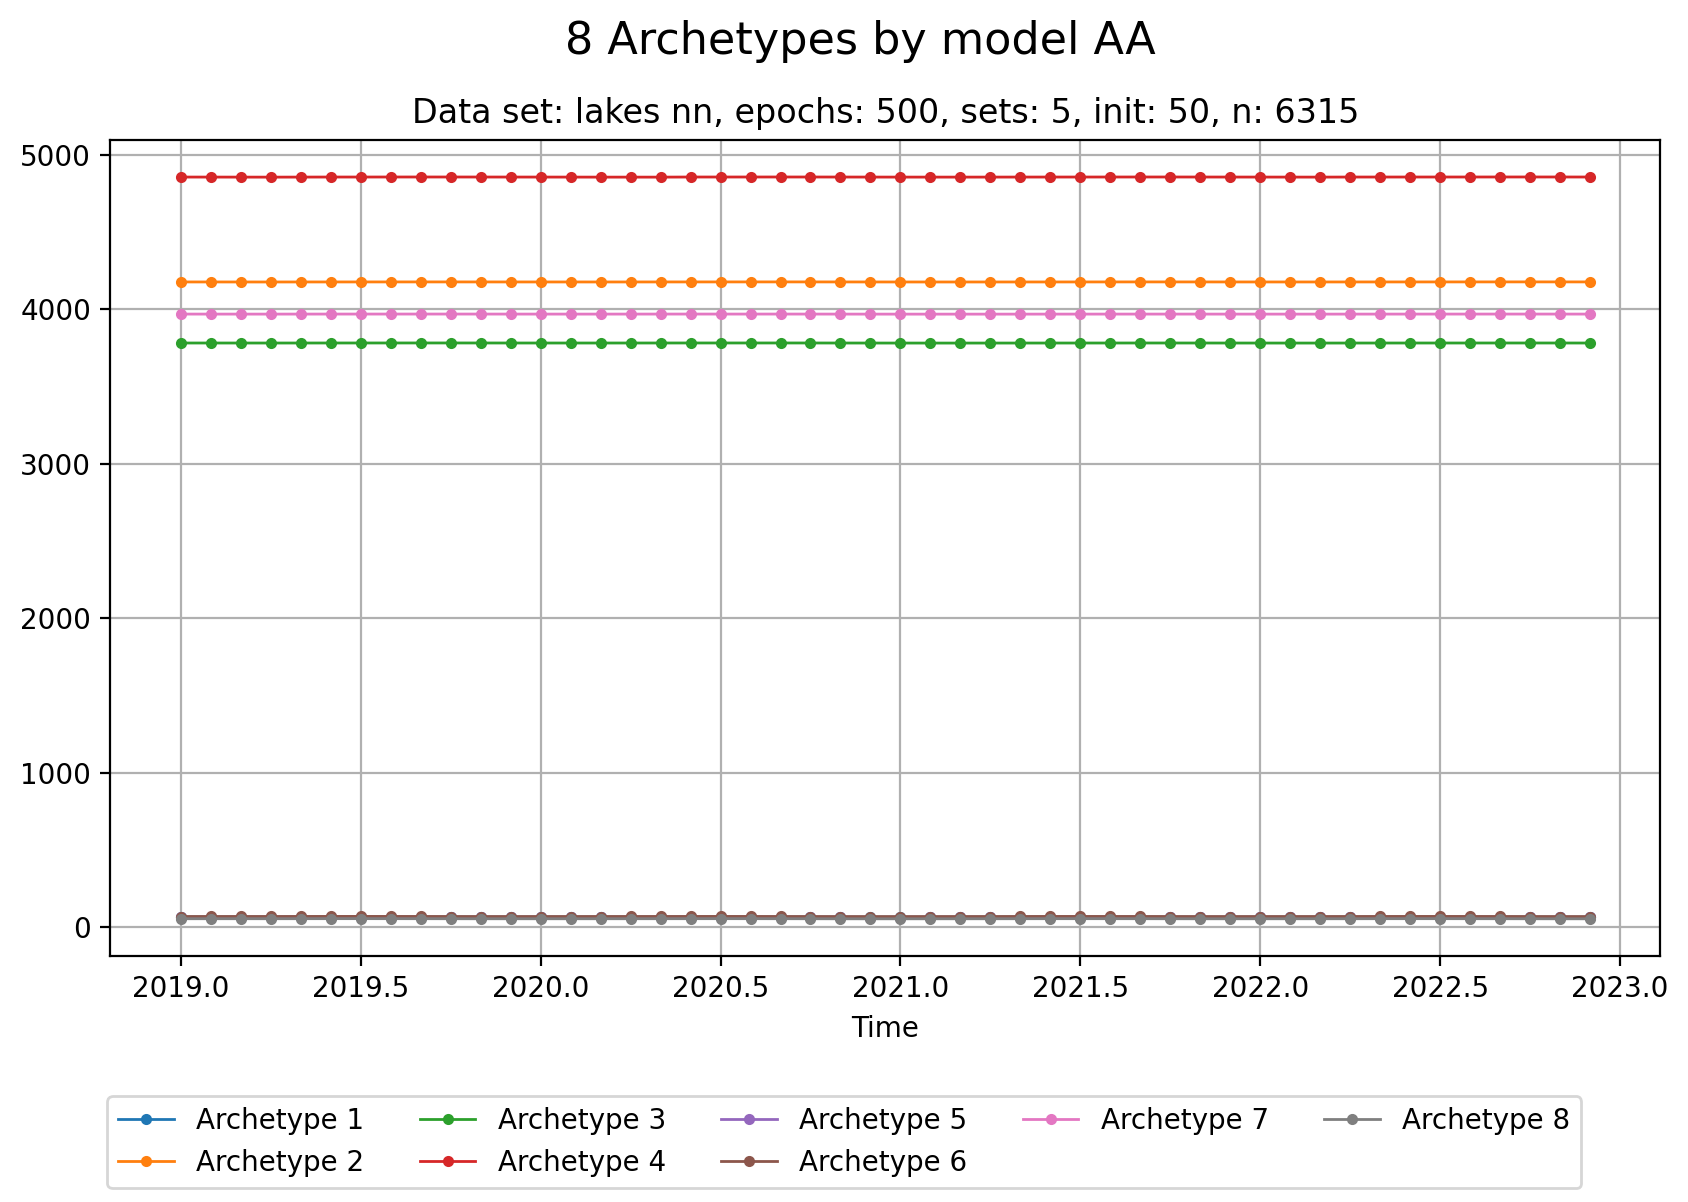 8 Archetypes by model AA
Data set: lakes nn, epochs: 500, sets: 5, init: 50, n: 6315
5000
4000
3000
2000
1000
0
2019.0 2019.5 2020.0 2020.5 2021.0 2021.5 2022.0 2022.5 2023.0
Time
Archetype 1 Archetype 3 Archetype 5 Archetype 7 Archetype 8
Archetype 2 Archetype 4 Archetype 6